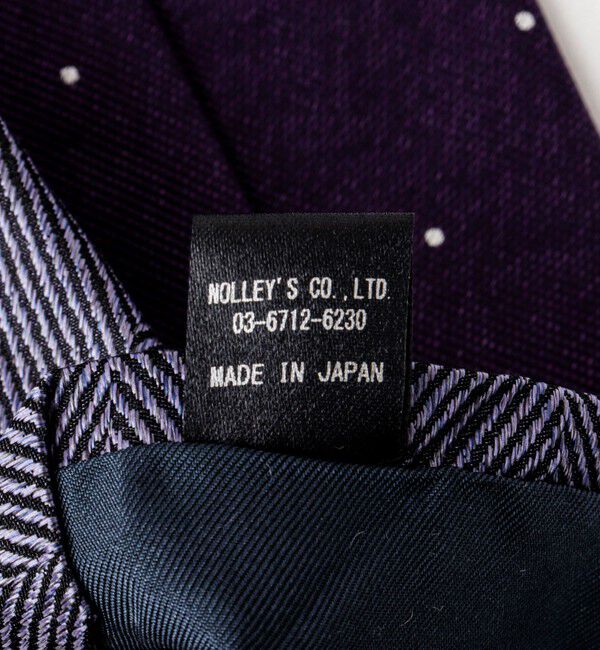 NOLLEY'S CO.,LTD.
03-6712-6230
MADE IN JAPAN